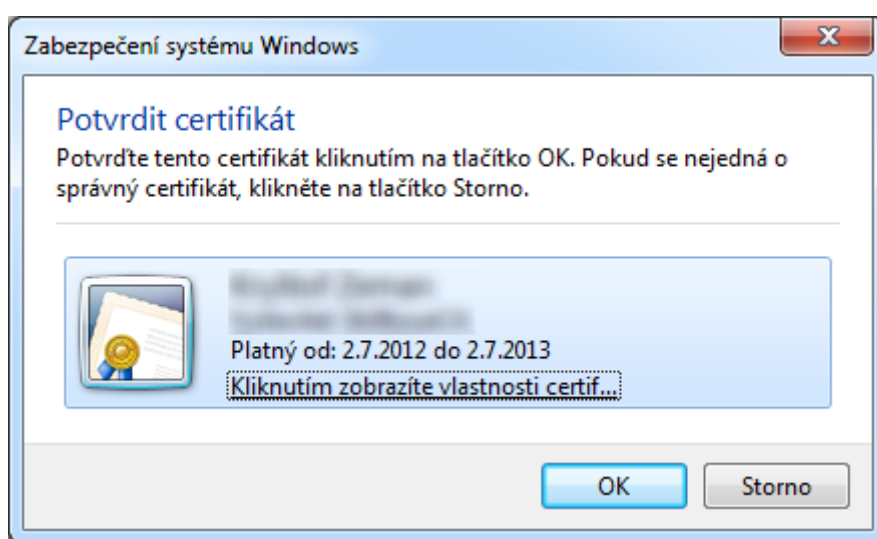 Zabezpečení systému Windows
Potvrdit certifikát
Potvrďte tento certifikát kliknutím na tlačítko OK. Pokud se nejedná o
správný certifikát, klikněte na tlačítko Storno.
Platný od: 2.7.2012 do 2.7.2013
Kliknutím zobrazíte vlastnosti certif...
OK
Storno